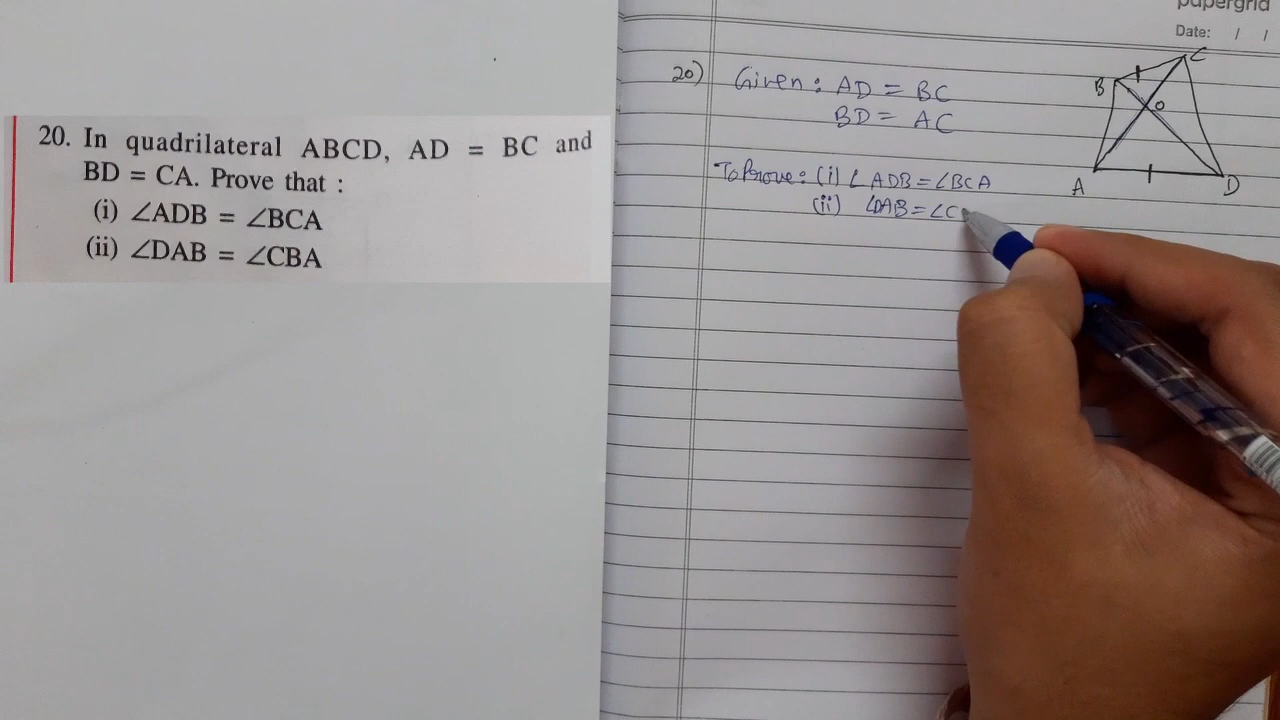 20. In quadrilateral ABCD, AD = BC and
BD = CA. Prove that :
(i) ∠ADB = ∠BCA
(ii) ∠DAB = ∠CBA
papergrid
Date: / /
20) Given: AD = BC
BD = AC
To Prove: (i) ∠ADB = ∠BCA
(ii) ∠DAB = ∠C
B
C
O
A
D